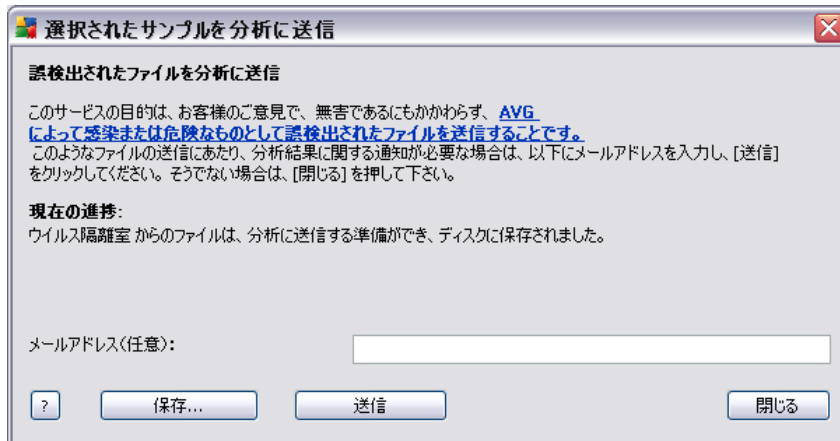 選択されたサンプルを分析に送信
誤検出されたファイルを分析に送信
このサービスの目的は、お客様のご意見で、無害であるにもかかわらず、 AVG
によって感染または危険なものとして誤検出されたファイルを送信することです。
このようなファイルの送信にあたり、分析結果に関する通知が必要な場合は、以下にメールアドレスを入力し、[送信]
をクリックしてください。そうでない場合は、[閉じる] を押して下さい。
現在の進捗:
ウイルス隔離室 からのファイルは、分析に送信する準備ができ、ディスクに保存されました。
メールアドレス(任意):
? 保存... 送信 閉じる